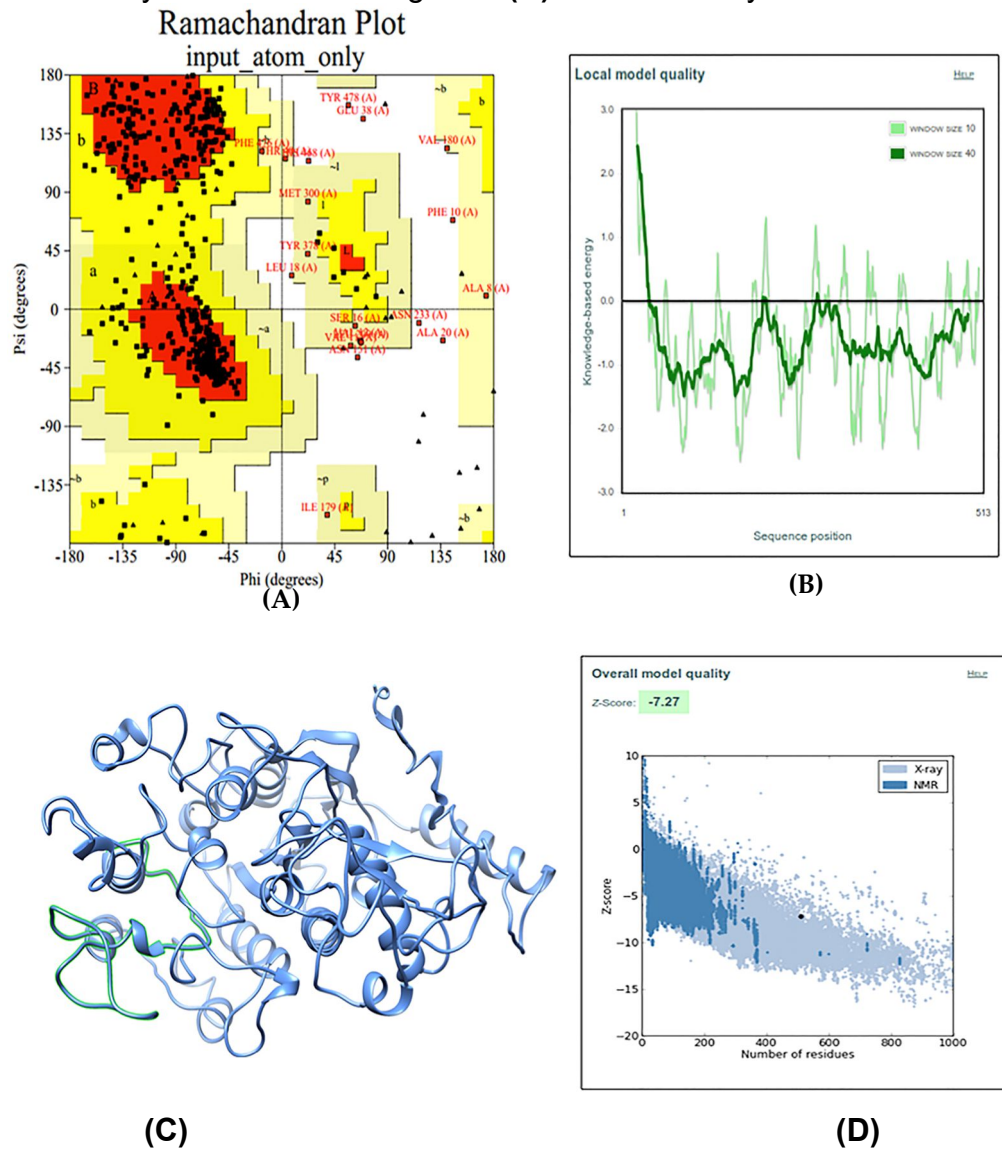 Ramachandran Plot
input_atom_only
180
135
90
45
0
-45
-90
-135
-180
-180 -135 -90 -45 0 45 90 135 180
Psi (degrees)
Phi (degrees)
B
b
a
A
L
l
~b
b
~l
~a
~p
~b
b
~b
TYR 478 (A)
GLU 38 (A)
VAL 180 (A)
MET 300 (A)
PHE 10 (A)
TYR 378 (A)
LEU 18 (A)
ALA 8 (A)
SER 16 (A)
ASN 233 (A)
ALA 20 (A)
ILE 179 (A)
(A)
Local model quality
HELP
WINDOW SIZE 10
WINDOW SIZE 40
3.0
2.0
1.0
0.0
-1.0
-2.0
-3.0
Knowledge-based energy
1 513
Sequence position
(B)
(C)
Overall model quality
HELP
Z-Score: -7.27
X-ray
NMR
10
5
0
−5
−10
−15
−20
Z-score
0 200 400 600 800 1000
Number of residues
(D)